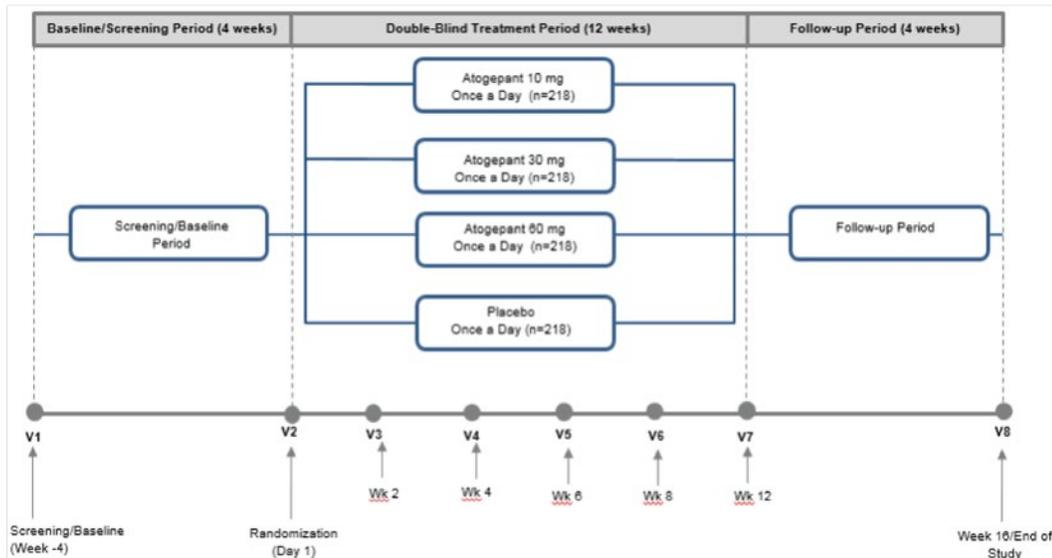 Baseline/Screening Period (4 weeks)
Double-Blind Treatment Period (12 weeks)
Follow-up Period (4 weeks)
Atogepant 10 mg
Once a Day (n=218)
Atogepant 30 mg
Once a Day (n=218)
Screening/Baseline
Period
Atogepant 60 mg
Once a Day (n=218)
Follow-up Period
Placebo
Once a Day (n=218)
V1
V2
V3
V4
V5
V6
V7
V8
Wk 2
Wk 4
Wk 6
Wk 8
Wk 12
Screening/Baseline
(Week -4)
Randomization
(Day 1)
Week 16/End of
Study